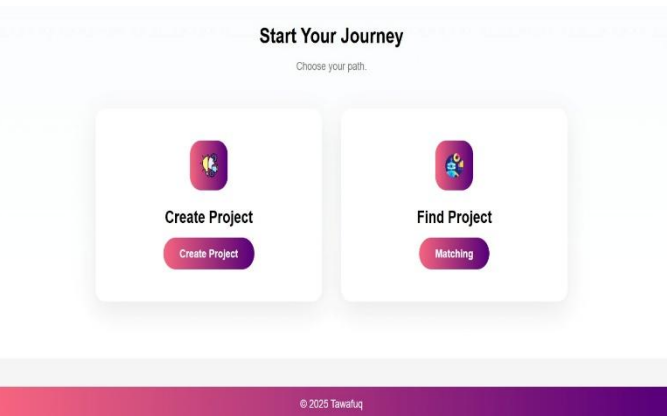 Start Your Journey
Choose your path.
Create Project
Create Project
Find Project
Matching
© 2025 Tawafuq